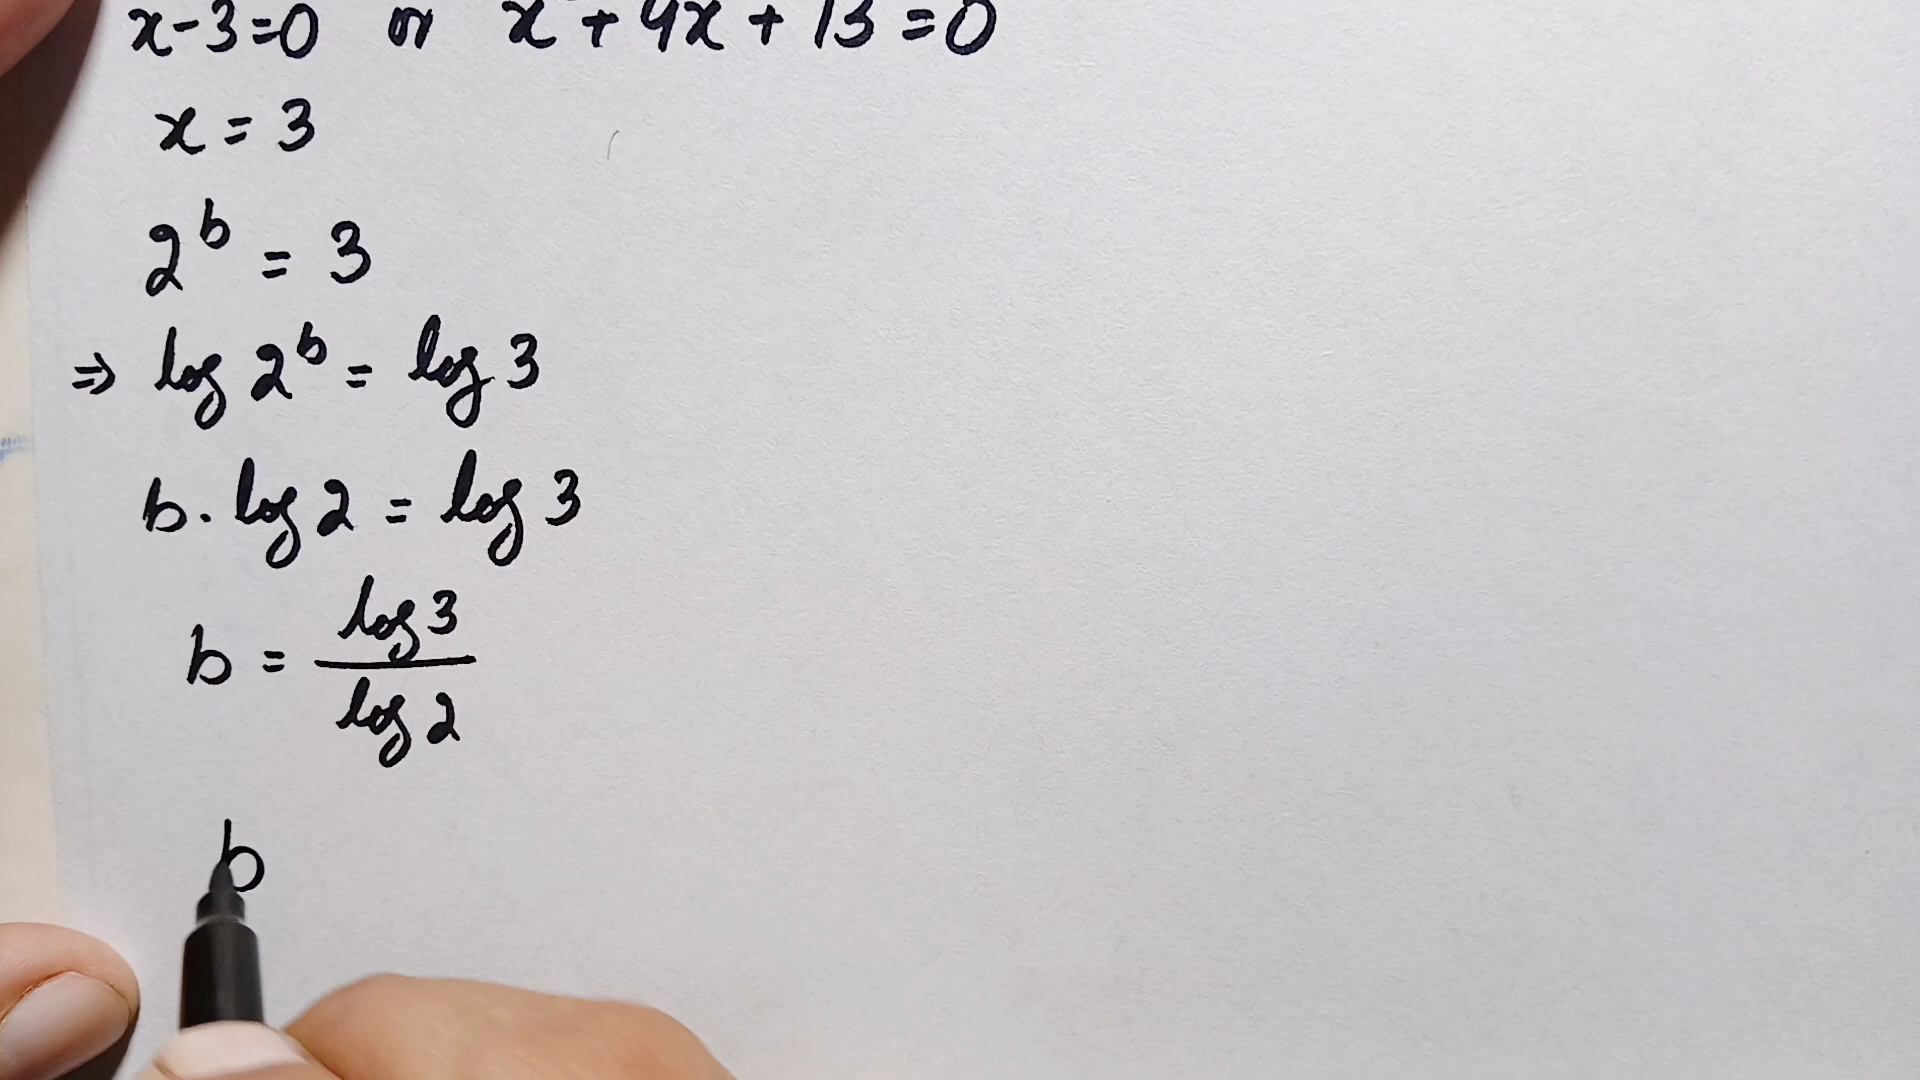 x-3=0 or x²+4x+13=0
x=3
2^b = 3
⇒ log 2^b = log 3
b. log 2 = log 3
b = log 3 / log 2
b